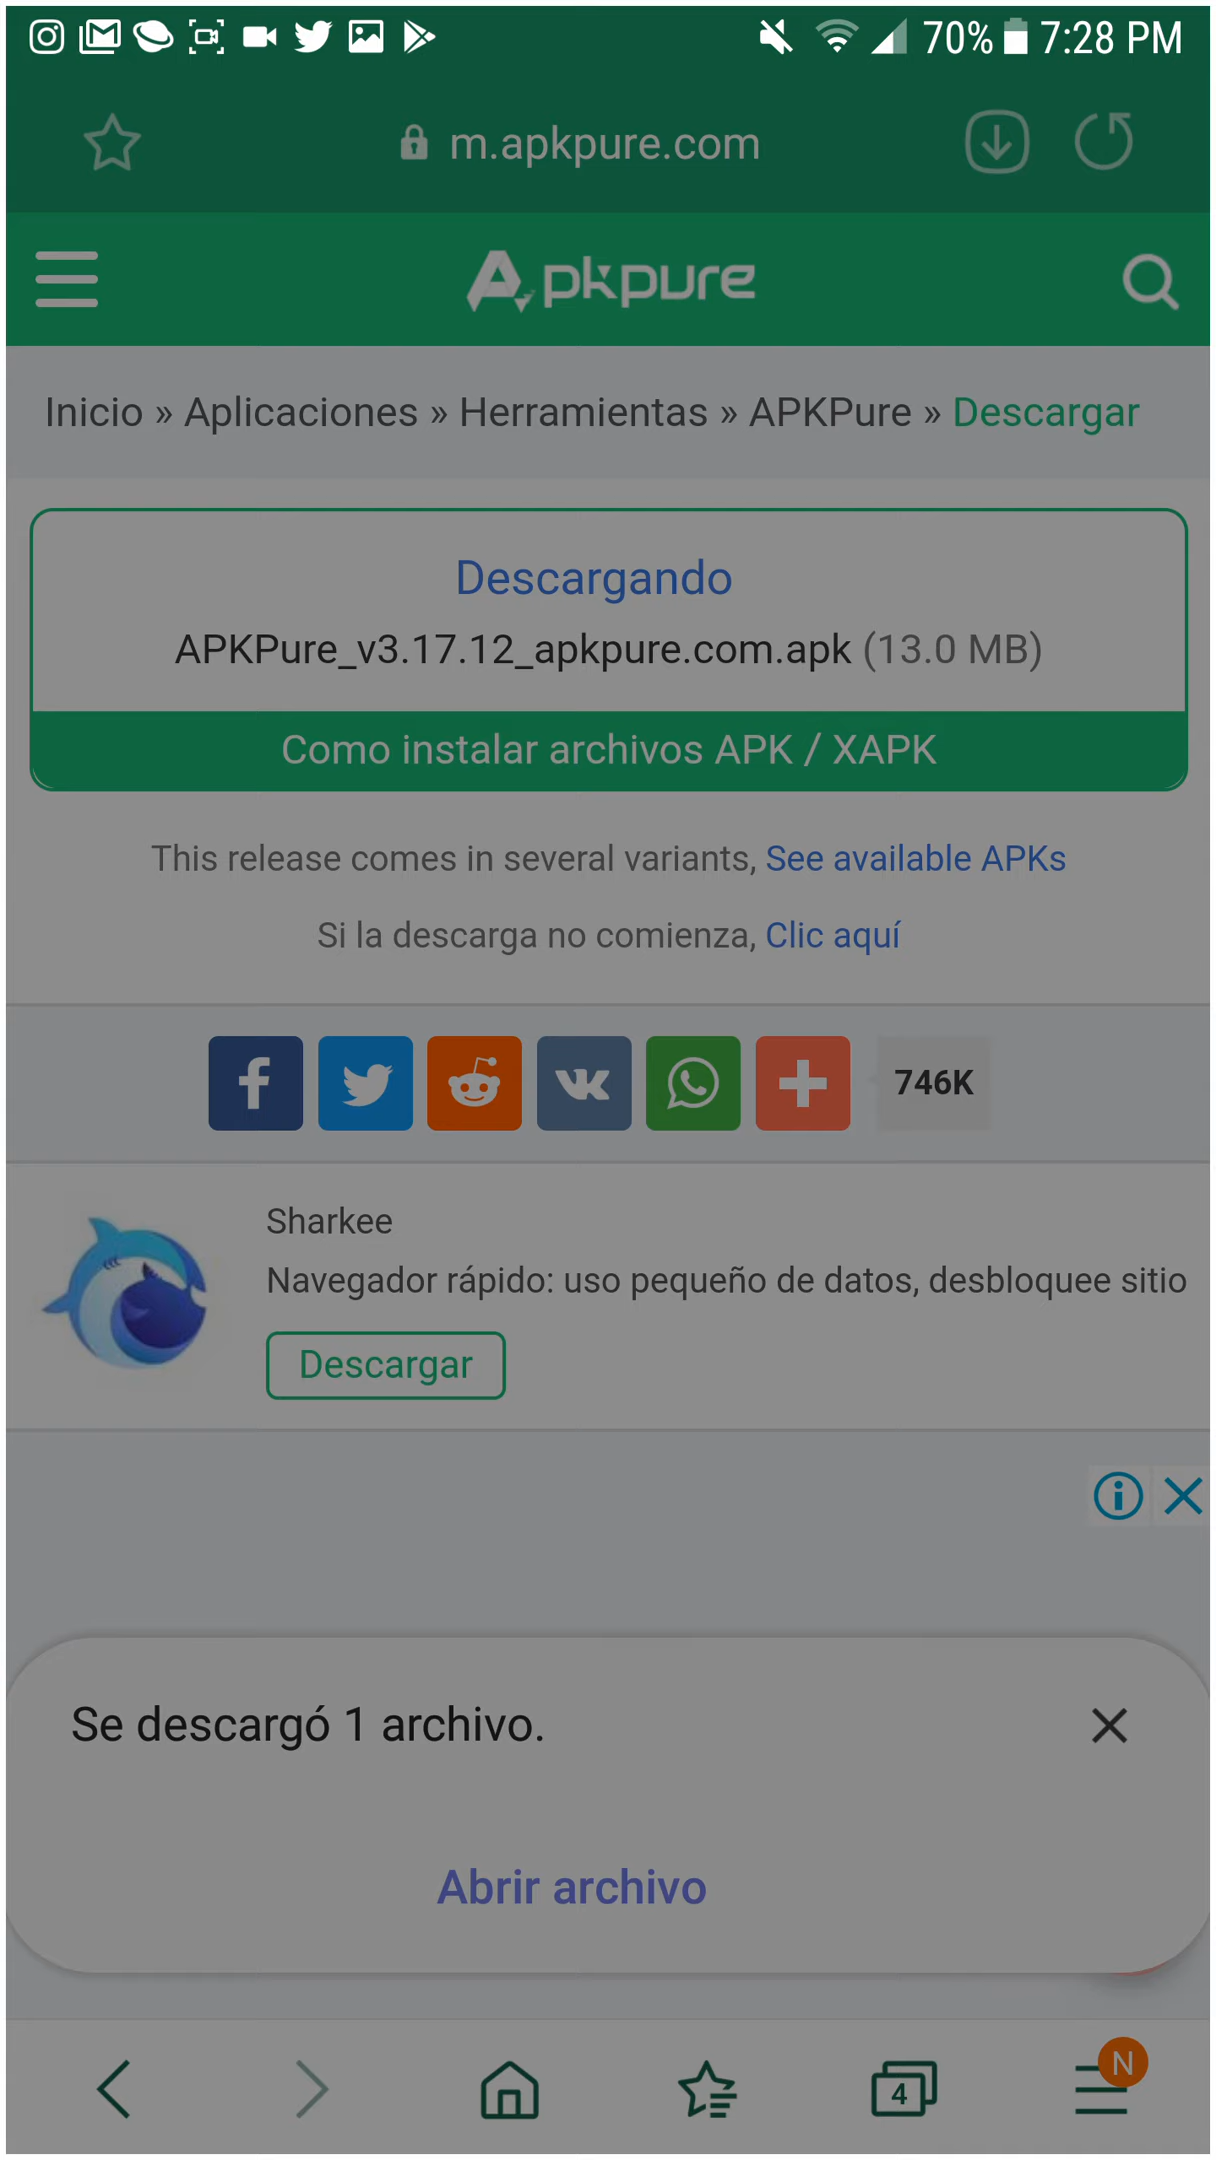 70% 7:28 PM
m.apkpure.com
Apkpure
Inicio » Aplicaciones » Herramientas » APKPure » Descargar
Descargando
APKPure_v3.17.12_apkpure.com.apk (13.0 MB)
Como instalar archivos APK / XAPK
This release comes in several variants, See available APKs
Si la descarga no comienza, Clic aquí
746K
Sharkee
Navegador rápido: uso pequeño de datos, desbloquee sitio
Descargar
Se descargó 1 archivo.
Abrir archivo
4
N